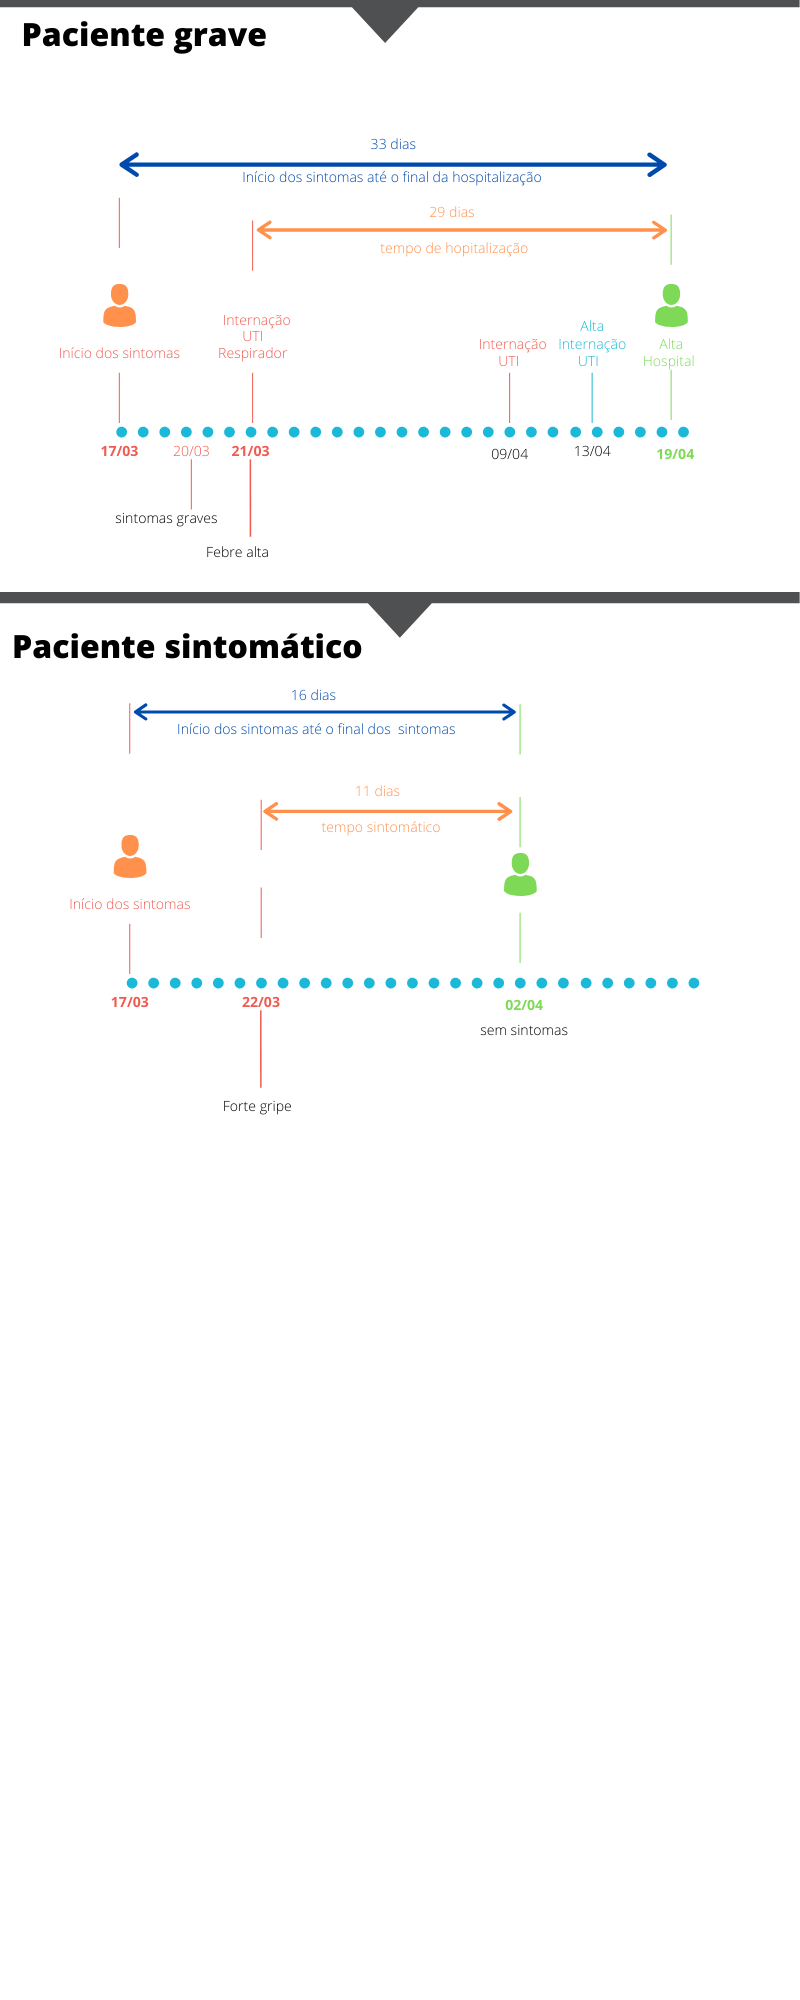 Paciente grave
33 dias
Início dos sintomas até o final da hospitalização
29 dias
tempo de hopitalização
Início dos sintomas
Internação
UTI
Respirador
Internação
UTI
Alta
Internação
UTI
Alta
Hospital
17/03
20/03
21/03
09/04
13/04
19/04
sintomas graves
Febre alta
Paciente sintomático
16 dias
Início dos sintomas até o final dos  sintomas
11 dias
tempo sintomático
Início dos sintomas
17/03
22/03
02/04
sem sintomas
Forte gripe